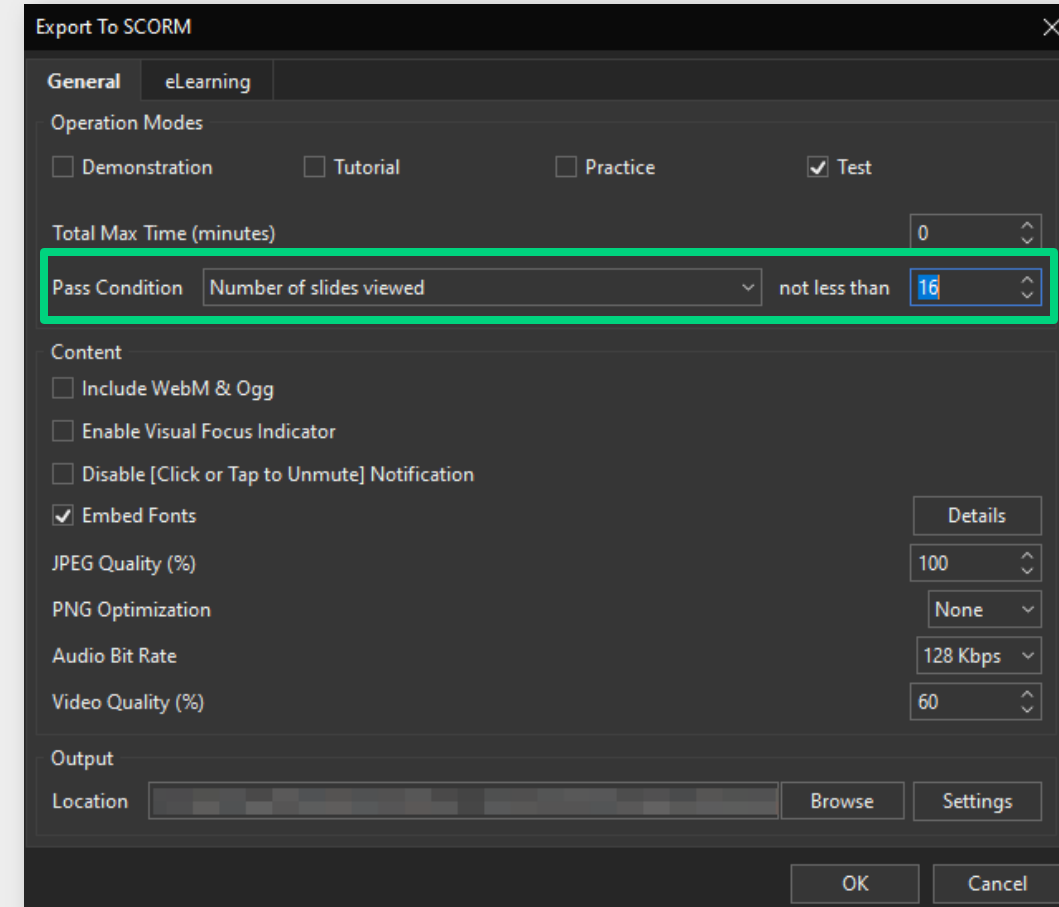 Export To SCORM
General eLearning
Operation Modes
Demonstration Tutorial Practice Test
Total Max Time (minutes) 0
Pass Condition Number of slides viewed not less than 16
Content
Include WebM & Ogg
Enable Visual Focus Indicator
Disable [Click or Tap to Unmute] Notification
Embed Fonts Details
JPEG Quality (%) 100
PNG Optimization None
Audio Bit Rate 128 Kbps
Video Quality (%) 60
Output
Location Browse Settings
OK Cancel